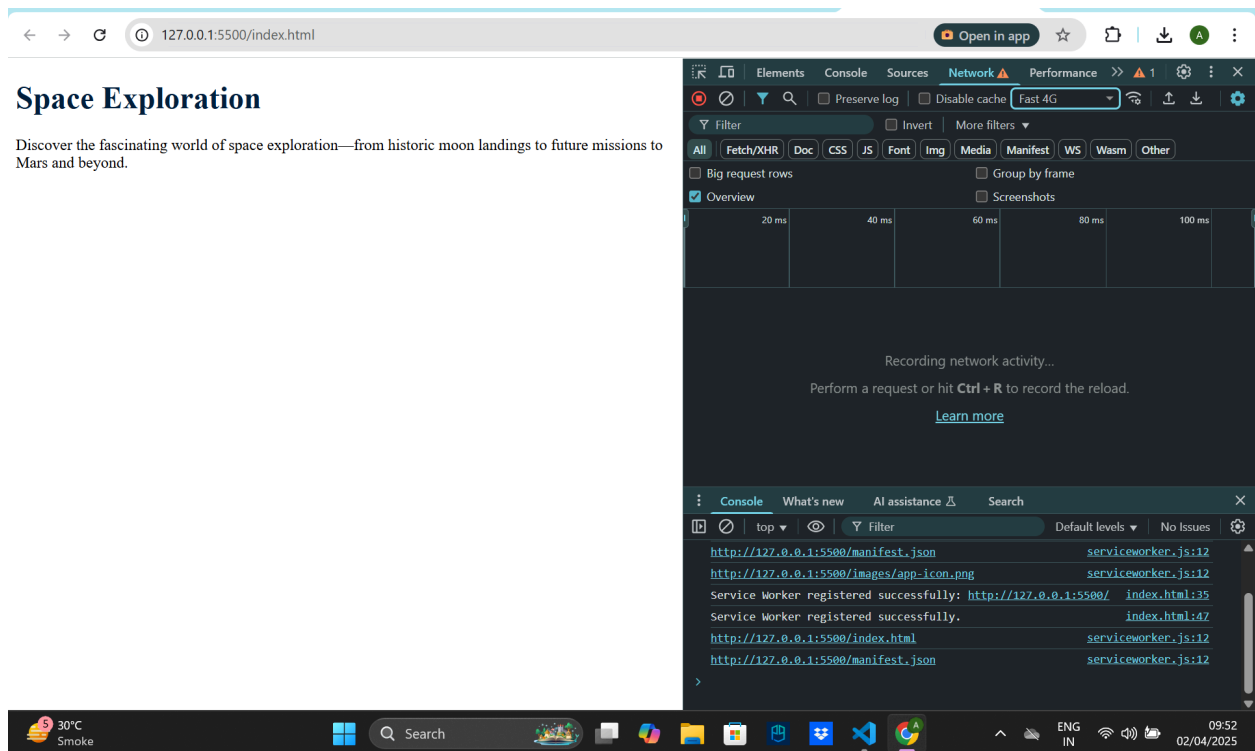 127.0.0.1:5500/index.html
Open in app
A
Space Exploration
Discover the fascinating world of space exploration—from historic moon landings to future missions to
Mars and beyond.
Elements Console Sources Network Performance 1
Preserve log Disable cache Fast 4G
Filter Invert More filters
All Fetch/XHR Doc CSS JS Font Img Media Manifest WS Wasm Other
Big request rows Group by frame
Overview Screenshots
20 ms 40 ms 60 ms 80 ms 100 ms
Recording network activity...
Perform a request or hit Ctrl + R to record the reload.
Learn more
Console What's new AI assistance Search
top Filter Default levels No Issues
http://127.0.0.1:5500/manifest.json serviceworker.js:12
http://127.0.0.1:5500/images/app-icon.png serviceworker.js:12
Service Worker registered successfully: http://127.0.0.1:5500/ index.html:35
Service Worker registered successfully. index.html:47
http://127.0.0.1:5500/index.html serviceworker.js:12
http://127.0.0.1:5500/manifest.json serviceworker.js:12
5 30°C
Smoke
Search
A
ENG
IN
09:52
02/04/2025